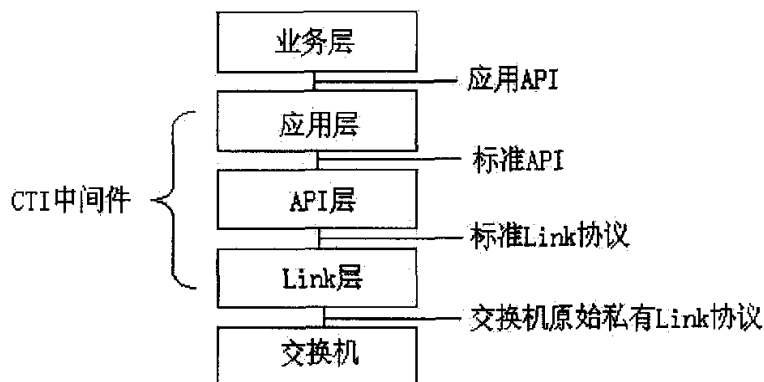 业务层
应用API
应用层
标准API
CTI中间件
API层
标准Link协议
Link层
交换机原始私有Link协议
交换机